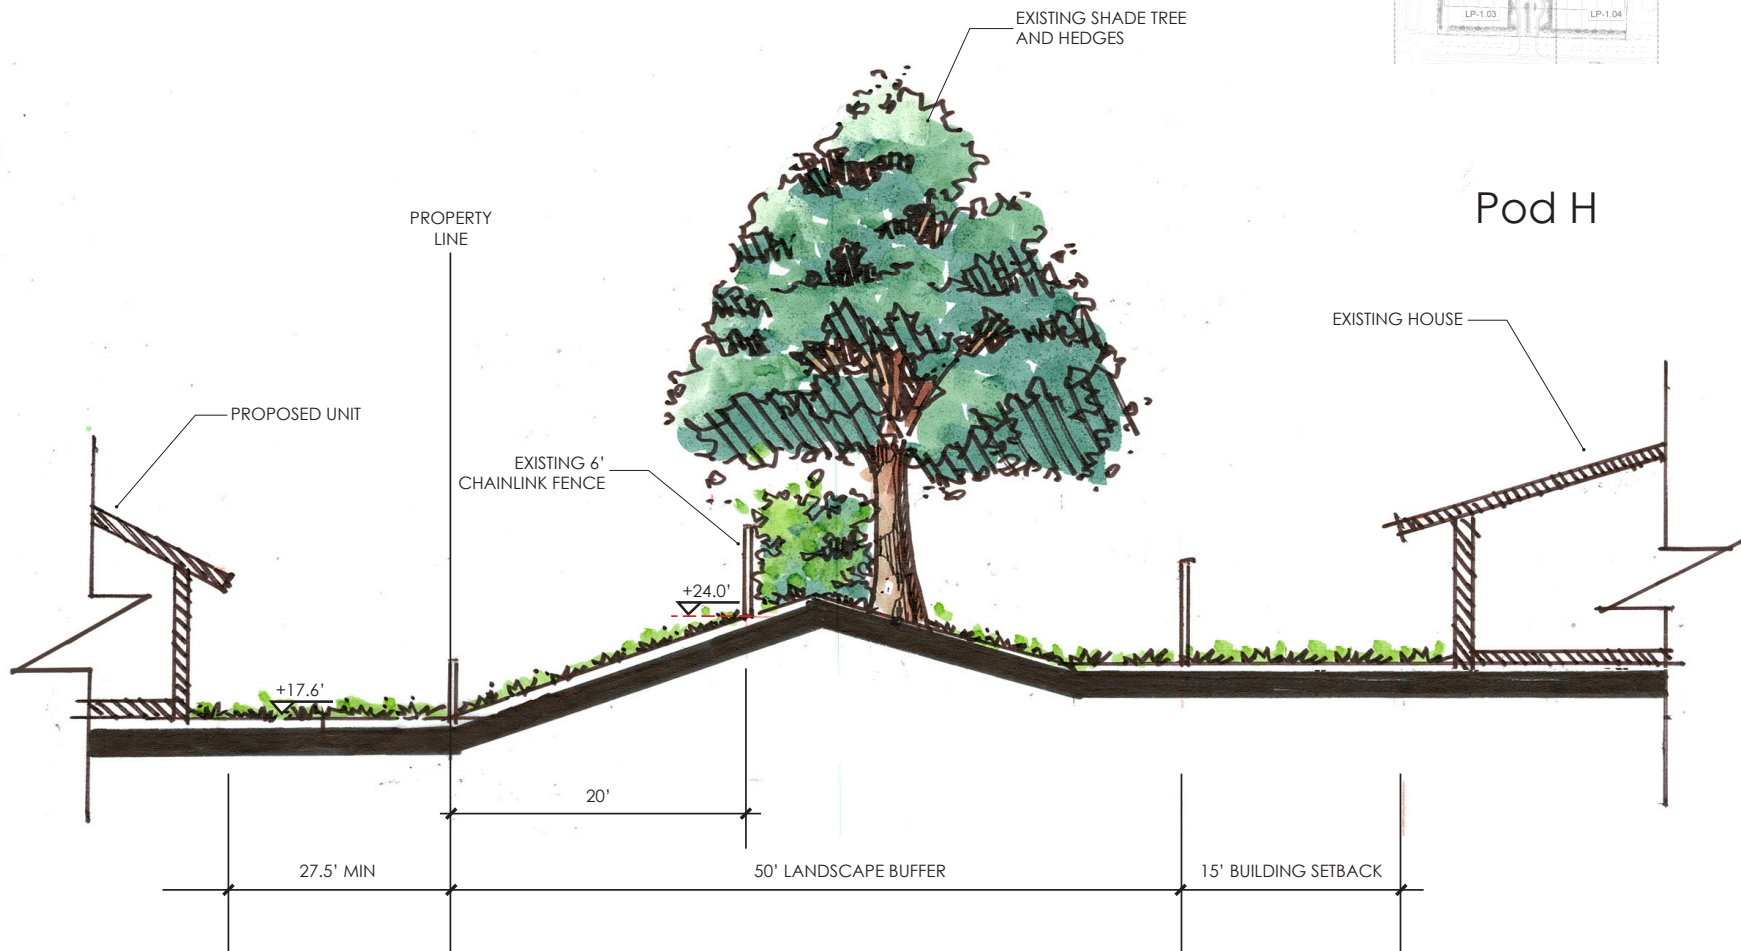 EXISTING SHADE TREE
AND HEDGES
LP-1.03
LP-1.04
Pod H
PROPERTY
LINE
EXISTING HOUSE
PROPOSED UNIT
EXISTING 6’
CHAINLINK FENCE
+24.0’
+17.6’
20’
27.5’ MIN
50’ LANDSCAPE BUFFER
15’ BUILDING SETBACK